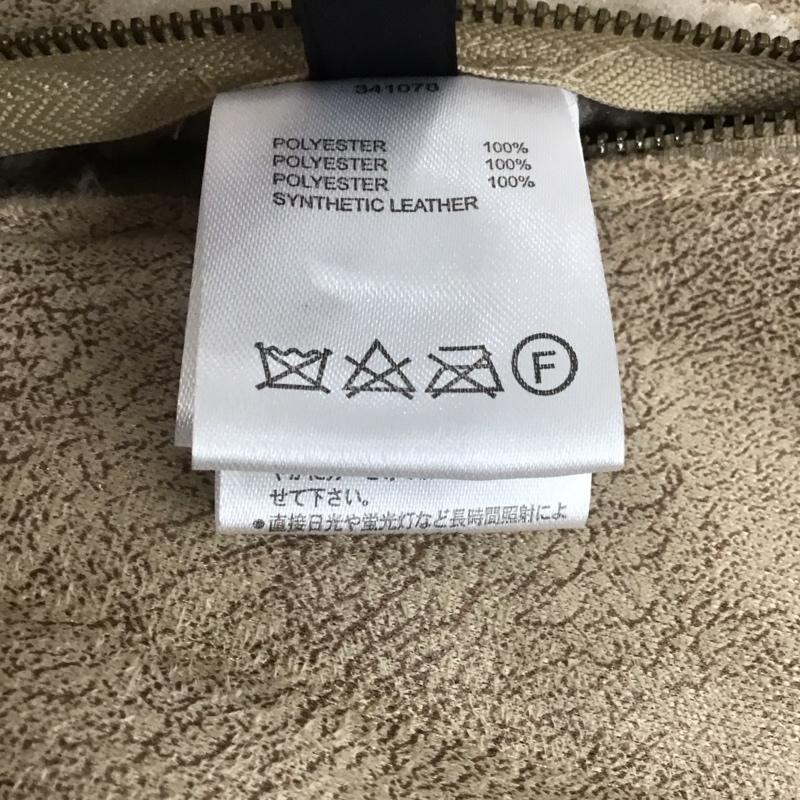 341078
POLYESTER 100%
POLYESTER 100%
POLYESTER 100%
SYNTHETIC LEATHER
F
せて下さい。
●直接日光や蛍光灯など長時間照射によ